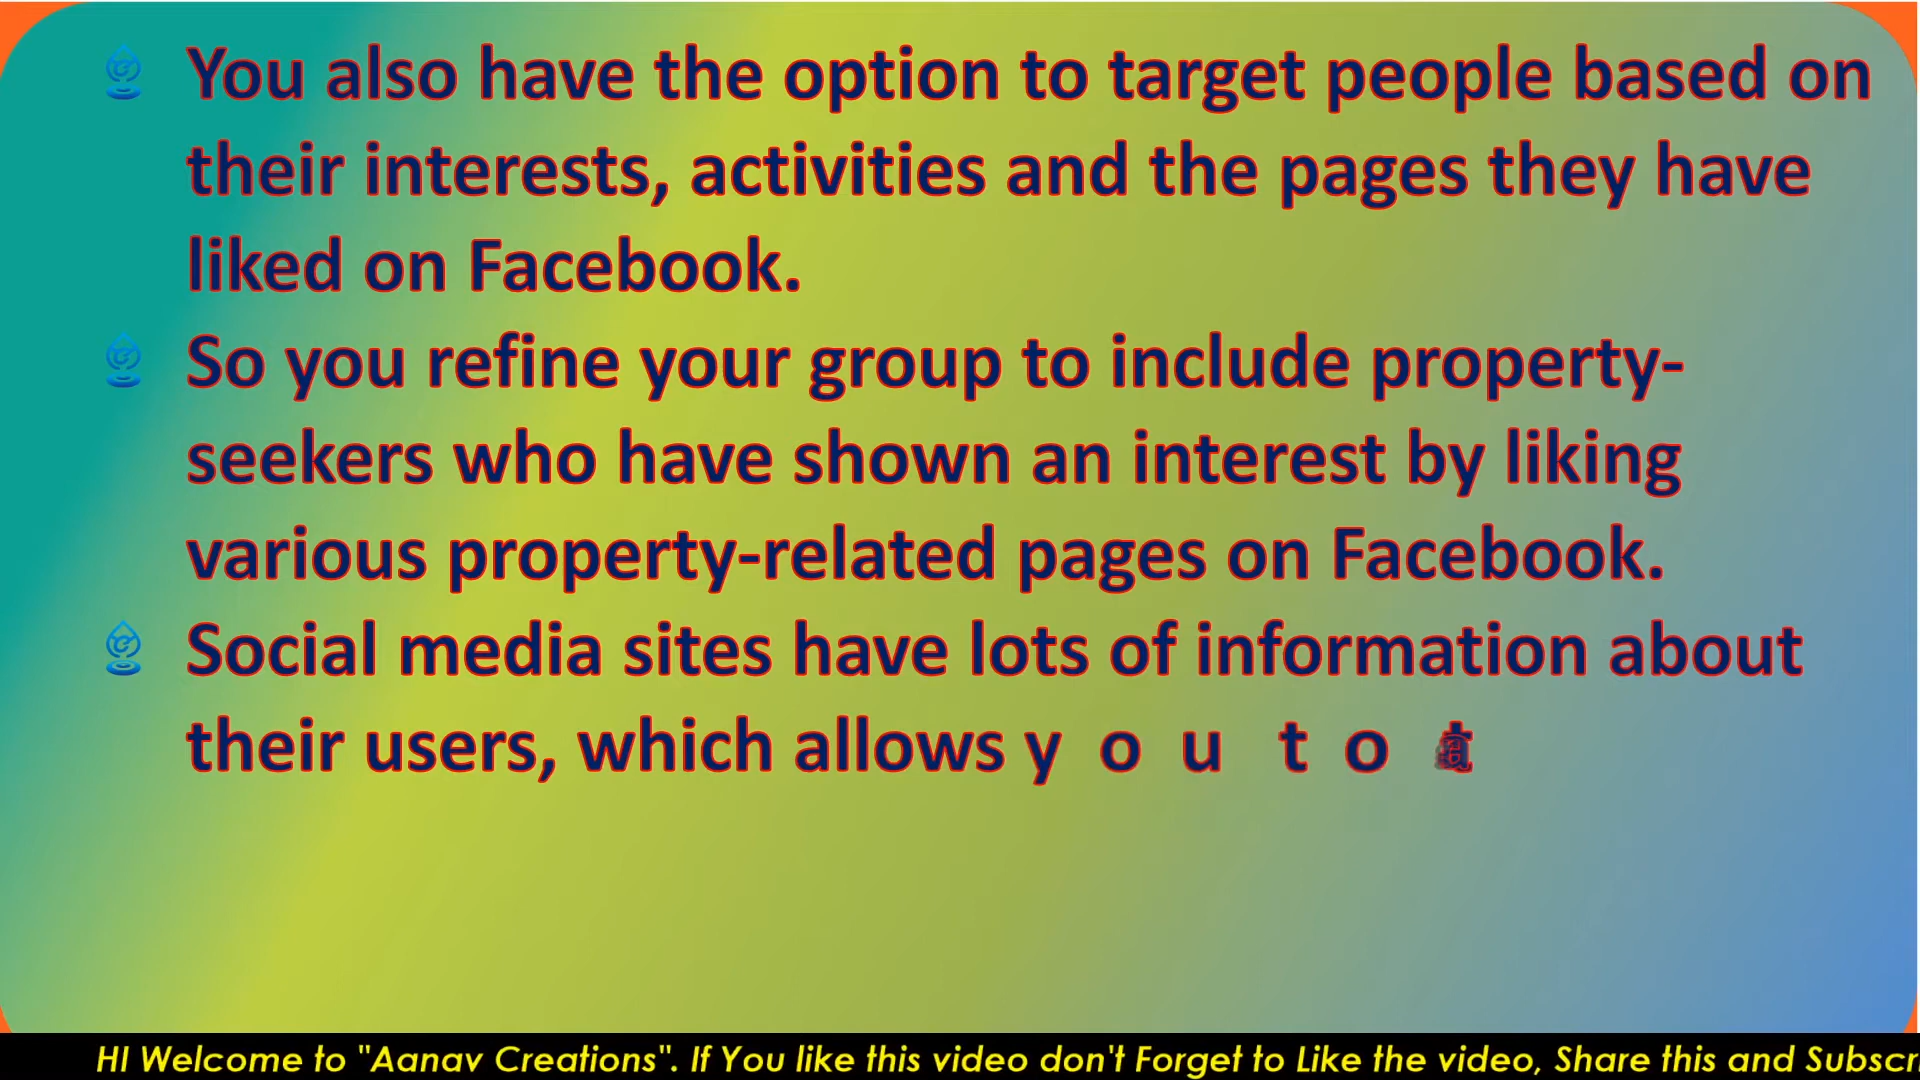 You also have the option to target people based on
their interests, activities and the pages they have
liked on Facebook.
So you refine your group to include property-
seekers who have shown an interest by liking
various property-related pages on Facebook.
Social media sites have lots of information about
their users, which allows y o u t o
HI Welcome to "Aanav Creations". If You like this video don't Forget to Like the video, Share this and Subscr